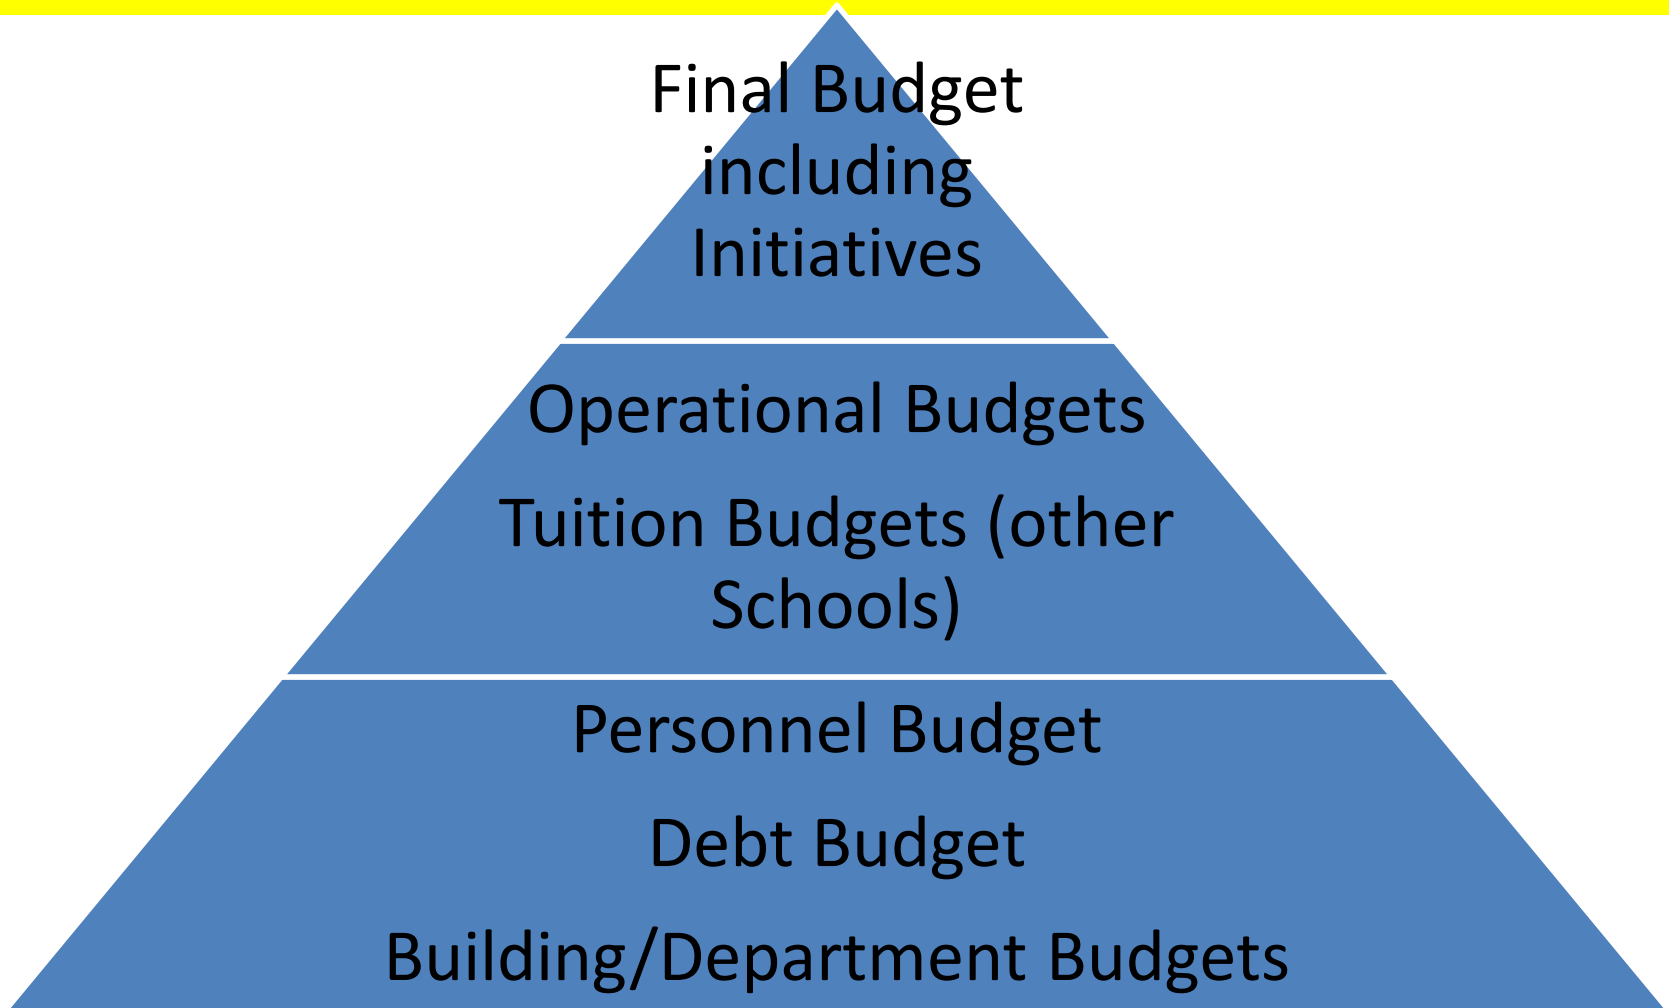 Final Budget
including
Initiatives
Operational Budgets
Tuition Budgets (other
Schools)
Personnel Budget
Debt Budget
Building/Department Budgets